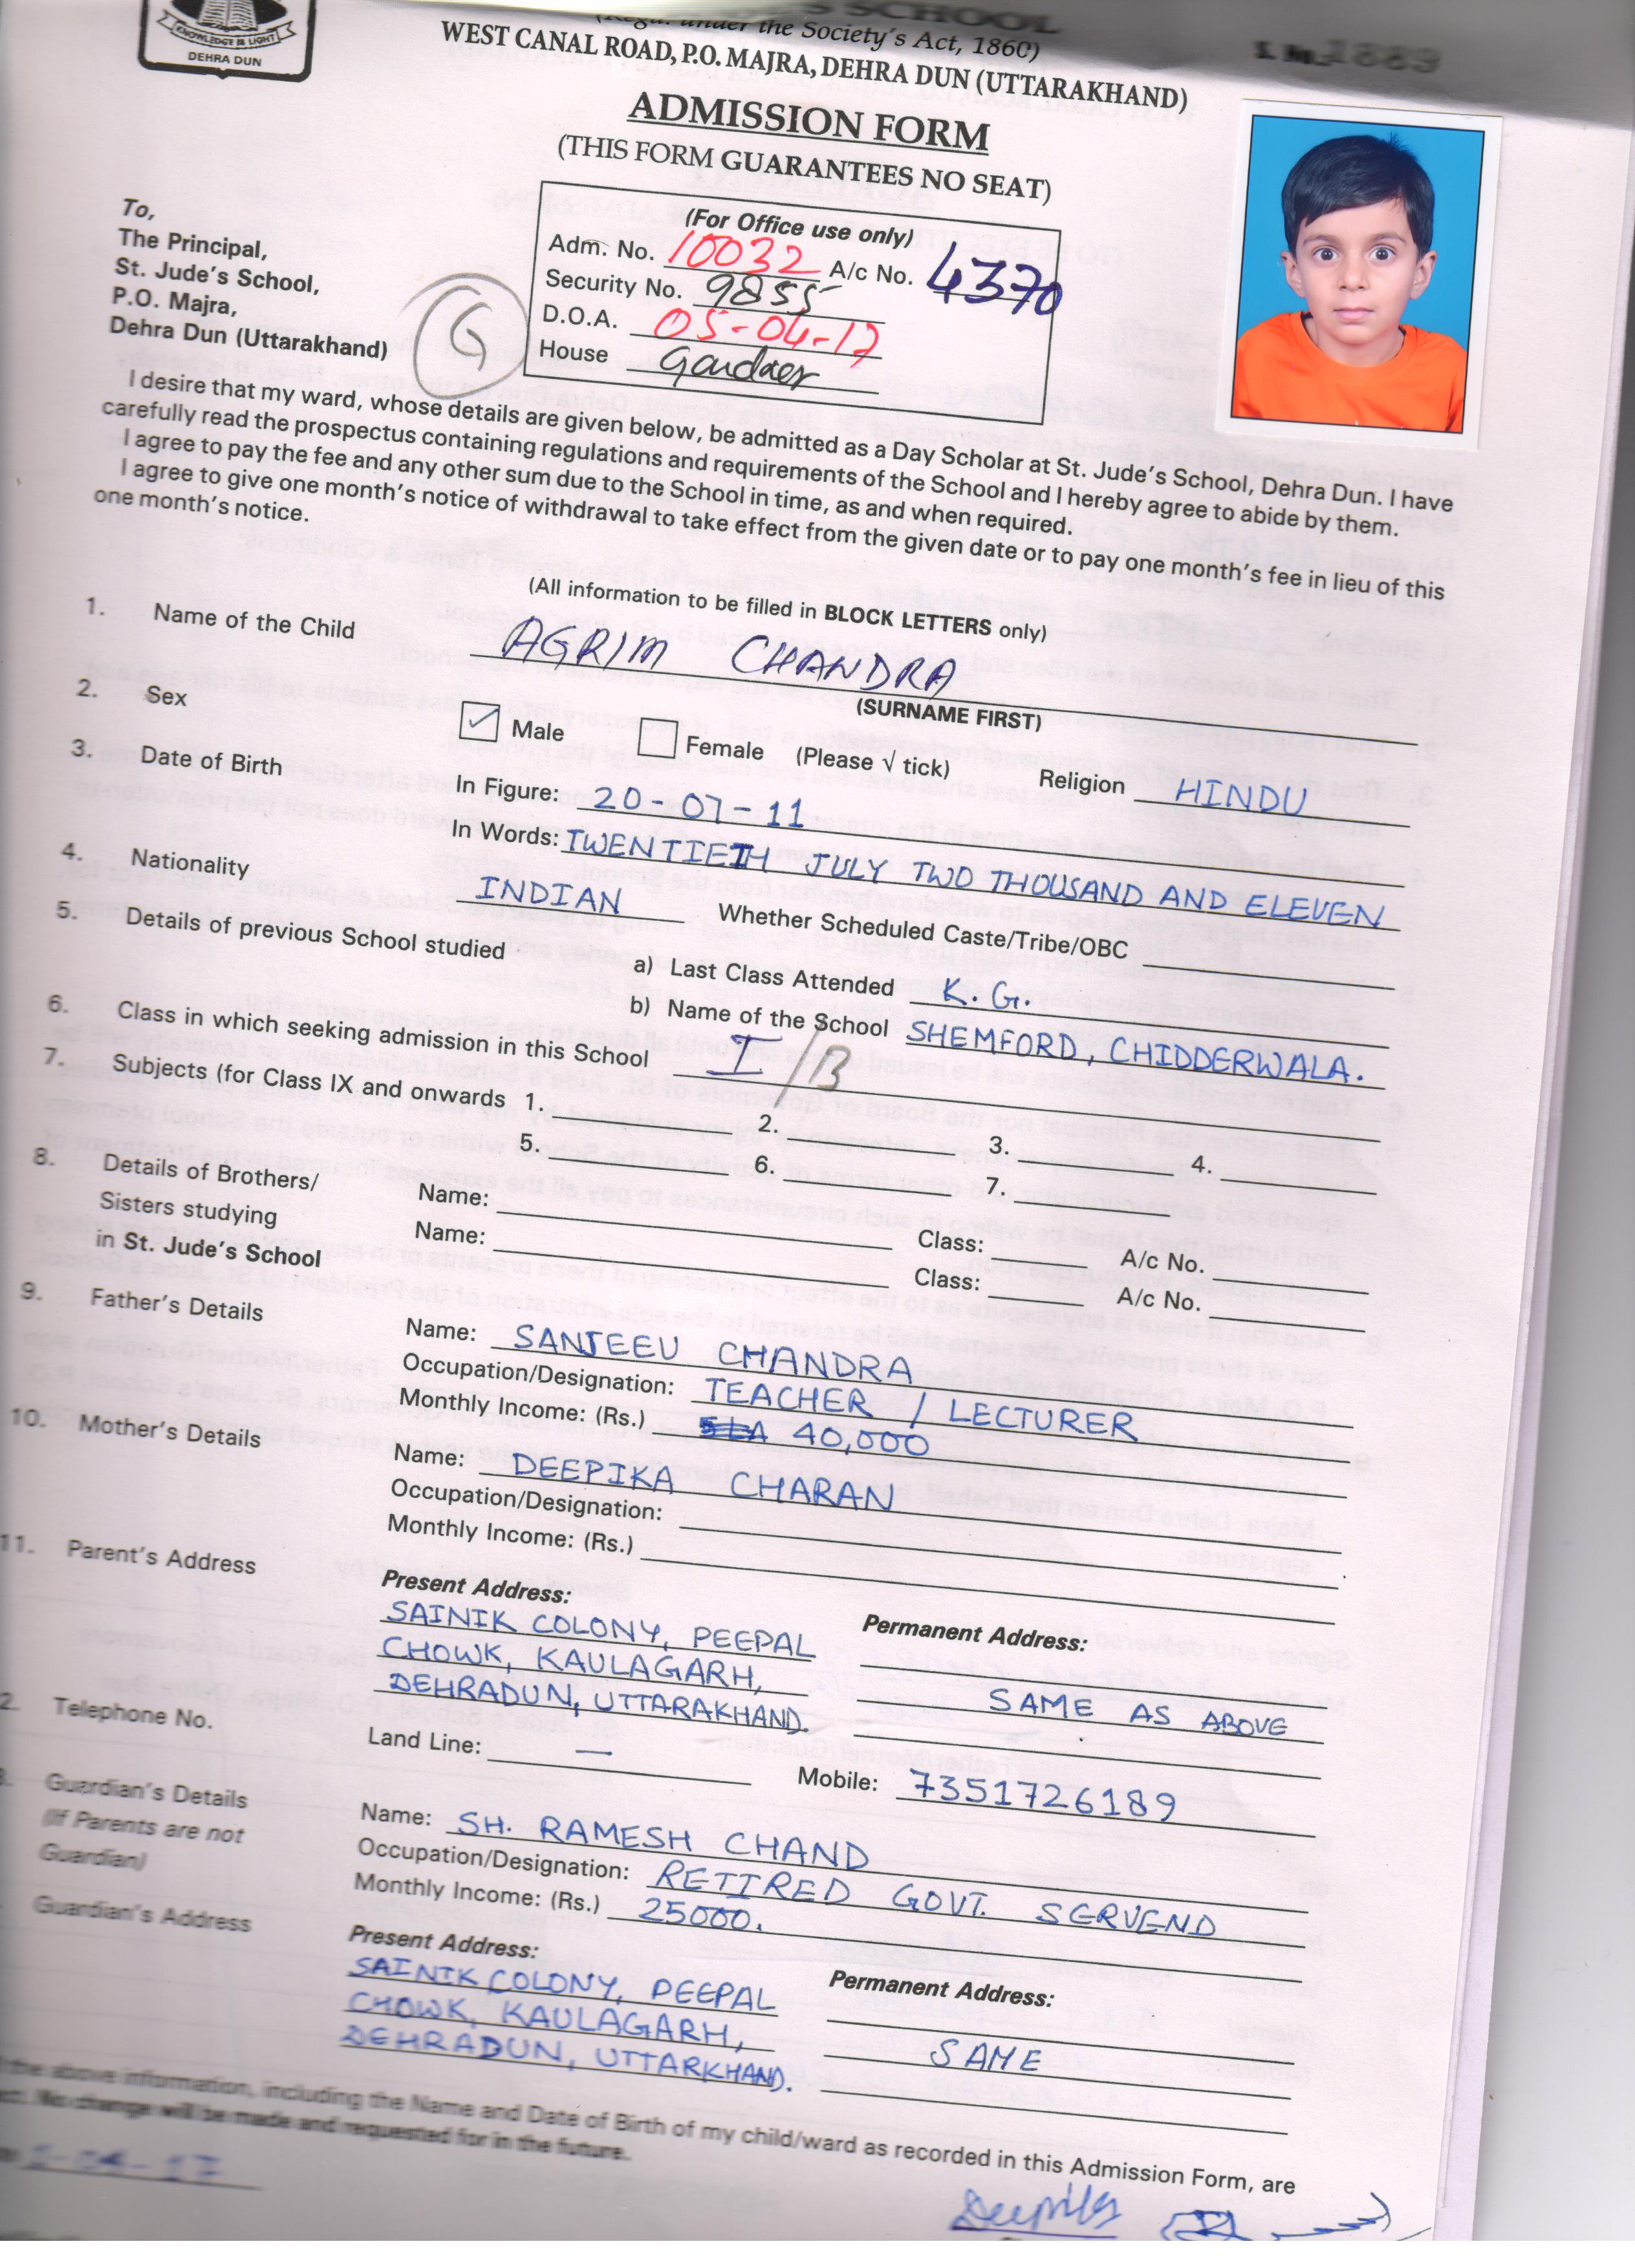 KNOWLEDGE IS LIGHT
DEHRA DUN
SCHOOL
(Regd. under the Society's Act, 1860)
S. No. 1883
WEST CANAL ROAD, P.O. MAJRA, DEHRA DUN (UTTARAKHAND)
ADMISSION FORM
(THIS FORM GUARANTEES NO SEAT)
To,
The Principal,
St. Jude's School,
P.O. Majra,
Dehra Dun (Uttarakhand)
G
(For Office use only)
Adm. No. 10032 A/c No. 4370
Security No. 9855
D.O.A. 05-04-17
House
I desire that my ward, whose details are given below, be admitted as a Day Scholar at St. Jude's School, Dehra Dun. I have
carefully read the prospectus containing regulations and requirements of the School and I hereby agree to abide by them.
I agree to pay the fee and any other sum due to the School in time, as and when required.
I agree to give one month's notice of withdrawal to take effect from the given date or to pay one month's fee in lieu of this
one month's notice.
(All information to be filled in BLOCK LETTERS only)
1. Name of the Child AGRIM CHANDRA
(SURNAME FIRST)
2. Sex ✓ Male Female (Please √ tick) Religion HINDU
3. Date of Birth In Figure: 20-07-11
In Words: TWENTIETH JULY TWO THOUSAND AND ELEVEN
4. Nationality INDIAN Whether Scheduled Caste/Tribe/OBC
5. Details of previous School studied a) Last Class Attended K.G.
b) Name of the School SHEMFORD, CHIDDERWALA.
6. Class in which seeking admission in this School I/B
7. Subjects (for Class IX and onwards 1. 2. 3. 4.
5. 6. 7.
8. Details of Brothers/ Name: Class: A/c No.
Sisters studying Name: Class: A/c No.
in St. Jude's School
9. Father's Details Name: SANJEEV CHANDRA
Occupation/Designation: TEACHER / LECTURER
Monthly Income: (Rs.) 40,000
10. Mother's Details Name: DEEPIKA CHARAN
Occupation/Designation:
Monthly Income: (Rs.)
11. Parent's Address Present Address: Permanent Address:
SAINIK COLONY, PEEPAL
CHOWK, KAULAGARH, SAME AS ABOVE
DEHRADUN, UTTARAKHAND.
2. Telephone No. Land Line: — Mobile: 7351726189
Guardian's Details Name: SH. RAMESH CHAND
(If Parents are not Occupation/Designation: RETIRED GOVT. SERVEND
Guardian) Monthly Income: (Rs.) 25000.
Guardian's Address Present Address: Permanent Address:
SAINIK COLONY, PEEPAL
CHOWK, KAULAGARH, SAME
DEHRADUN, UTTARKHAND.
the above information, including the Name and Date of Birth of my child/ward as recorded in this Admission Form, are
No change will be made and requested for in the future.
-04-17